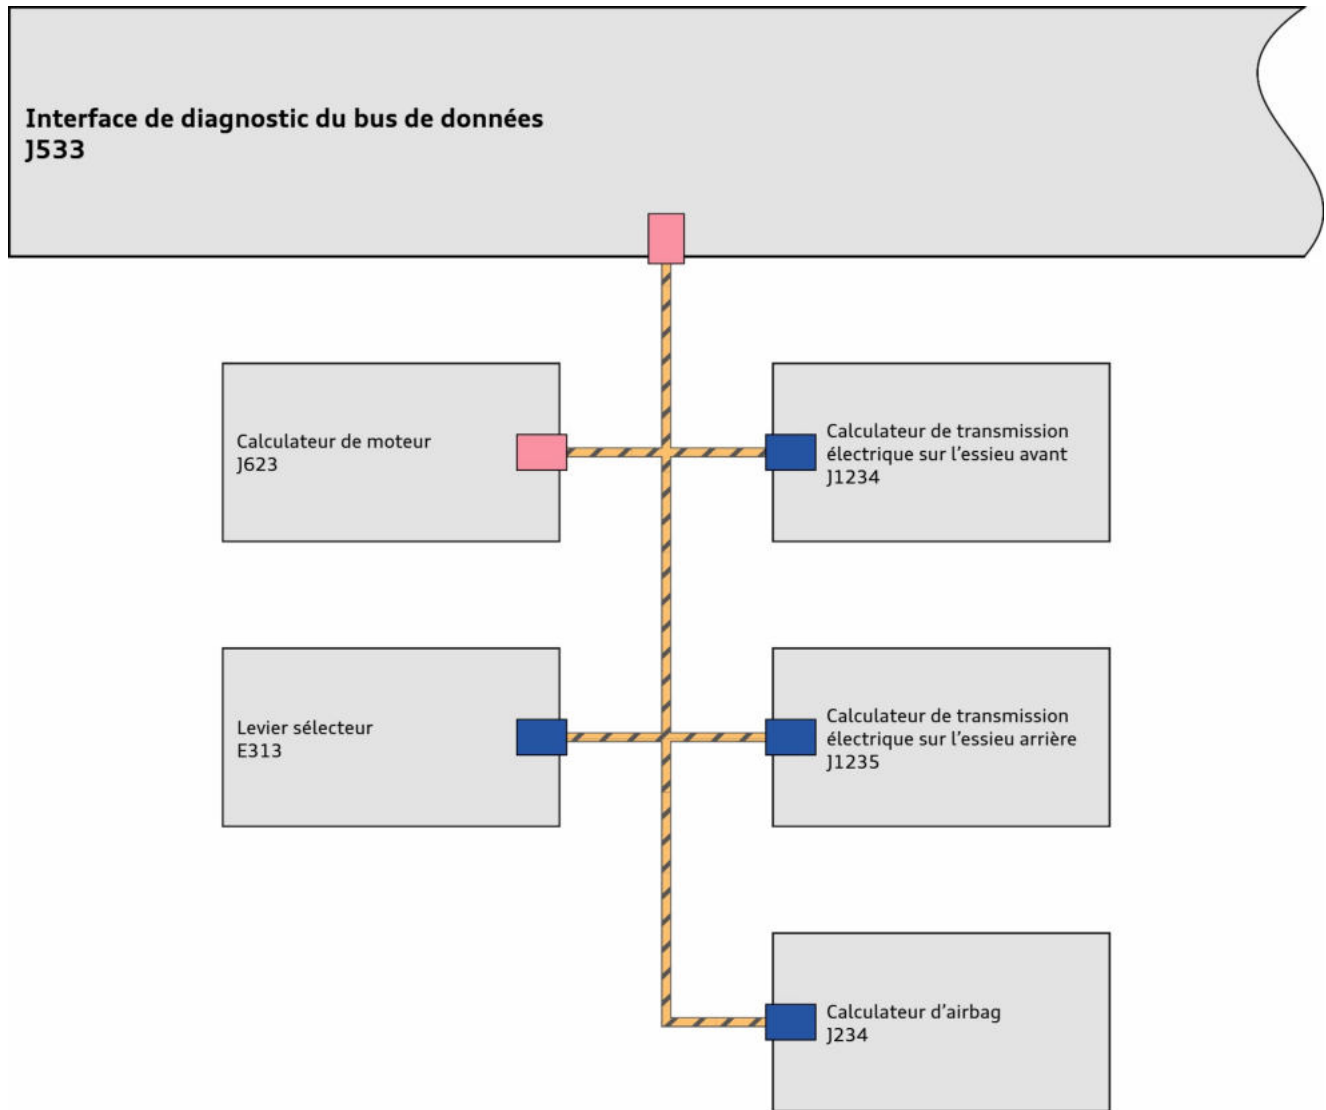 Interface de diagnostic du bus de données
J533
Calculateur de moteur
J623
Calculateur de transmission
électrique sur l'essieu avant
J1234
Levier sélecteur
E313
Calculateur de transmission
électrique sur l'essieu arrière
J1235
Calculateur d'airbag
J234